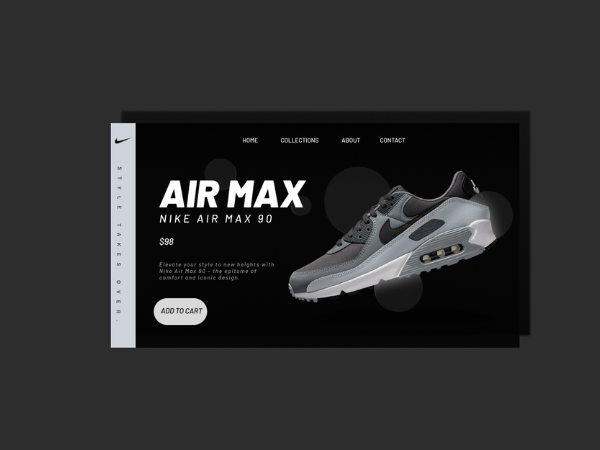 HOME COLLECTIONS ABOUT CONTACT
STYLE TAKES OVER.
AIR MAX
NIKE AIR MAX 90
$98
Elevate your style to new heights with
Nike Air Max 90 - the epitome of
comfort and iconic design.
ADD TO CART